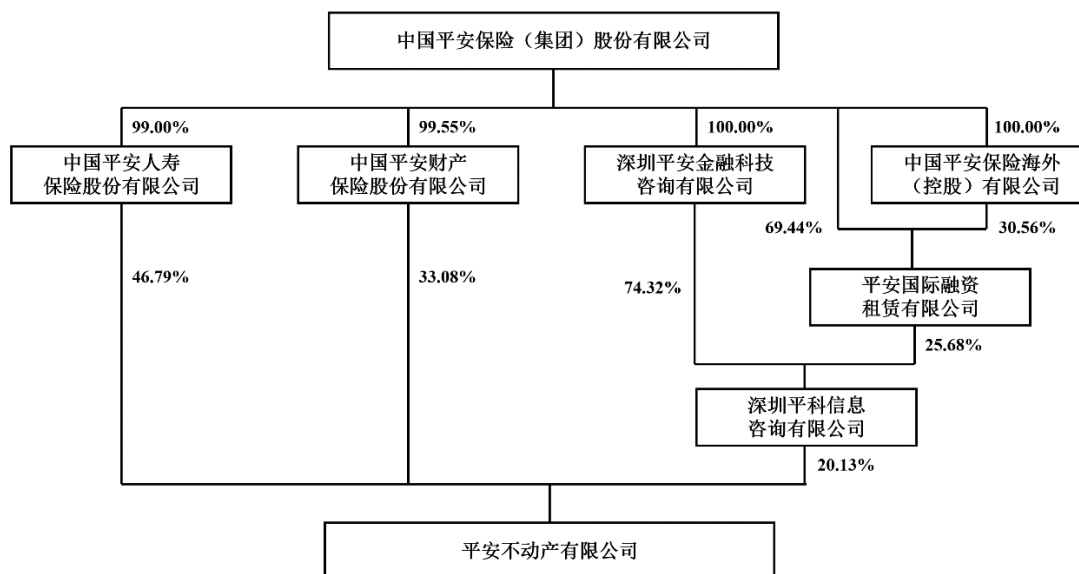 中国平安保险（集团）股份有限公司
99.00%
99.55%
100.00%
100.00%
中国平安人寿
保险股份有限公司
中国平安财产
保险股份有限公司
深圳平安金融科技
咨询有限公司
中国平安保险海外
（控股）有限公司
69.44%
30.56%
46.79%
33.08%
74.32%
平安国际融资
租赁有限公司
25.68%
深圳平科信息
咨询有限公司
20.13%
平安不动产有限公司